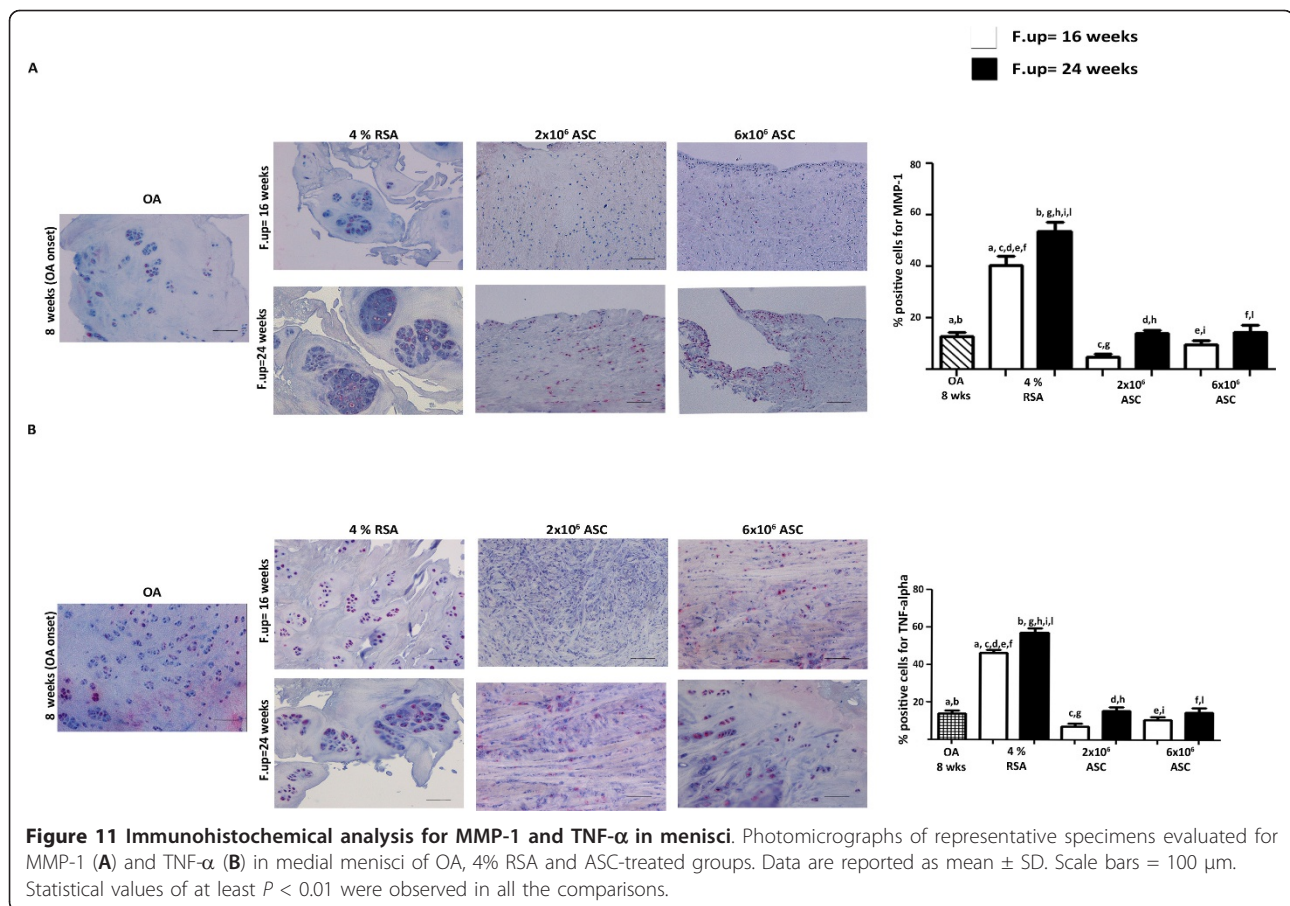 F.up= 16 weeks
F.up= 24 weeks
A
4 % RSA
2x10⁶ ASC
6x10⁶ ASC
OA
8 weeks (OA onset)
F.up= 16 weeks
F.up=24 weeks
% positive cells for MMP-1
80
60
40
20
a,b
a, c,d,e,f
b, g,h,i,l
c,g
d,h
e,i
f,l
OA
8 wks
4 %
RSA
2x10⁶
ASC
6x10⁶
ASC
B
4 % RSA
2x10⁶ ASC
6x10⁶ ASC
OA
8 weeks (OA onset)
F.up= 16 weeks
F.up=24 weeks
% positive cells for TNF-alpha
80
60
40
20
a,b
a, c,d,e,f
b, g,h,i,l
c,g
d,h
e,i
f,l
OA
8 wks
4 %
RSA
2x10⁶
ASC
6x10⁶
ASC
Figure 11 Immunohistochemical analysis for MMP-1 and TNF-α in menisci. Photomicrographs of representative specimens evaluated for
MMP-1 (A) and TNF-α (B) in medial menisci of OA, 4% RSA and ASC-treated groups. Data are reported as mean ± SD. Scale bars = 100 μm.
Statistical values of at least P < 0.01 were observed in all the comparisons.